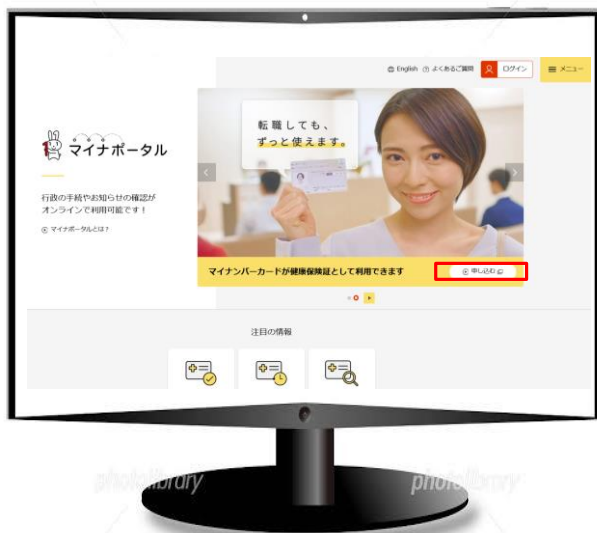 English よくあるご質問 ログイン メニュー
マイナポータル
行政の手続やお知らせの確認が
オンラインで利用可能です！
マイナポータルとは？
転職しても、
ずっと使えます。
マイナンバーカードが健康保険証として利用できます
申し込む
注目の情報
photolibrary photolibrary